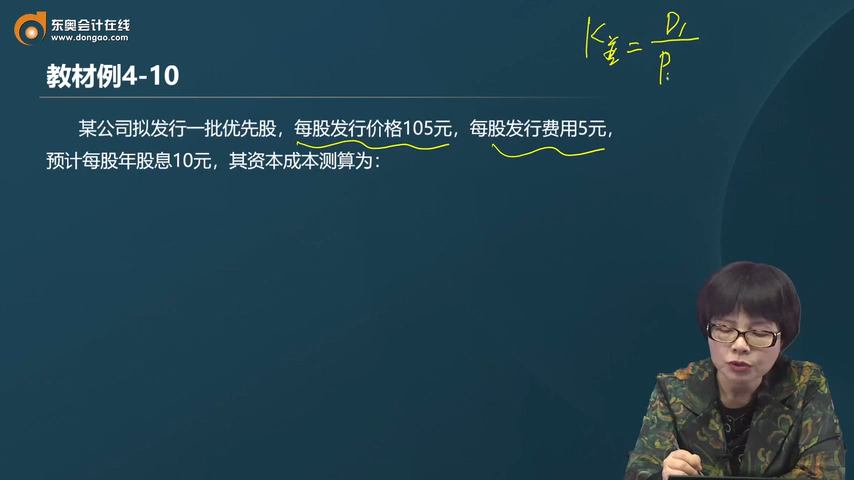 东奥会计在线
www.dongao.com
教材例4-10
K普=D1/P
某公司拟发行一批优先股，每股发行价格105元，每股发行费用5元，
预计每股年股息10元，其资本成本测算为：